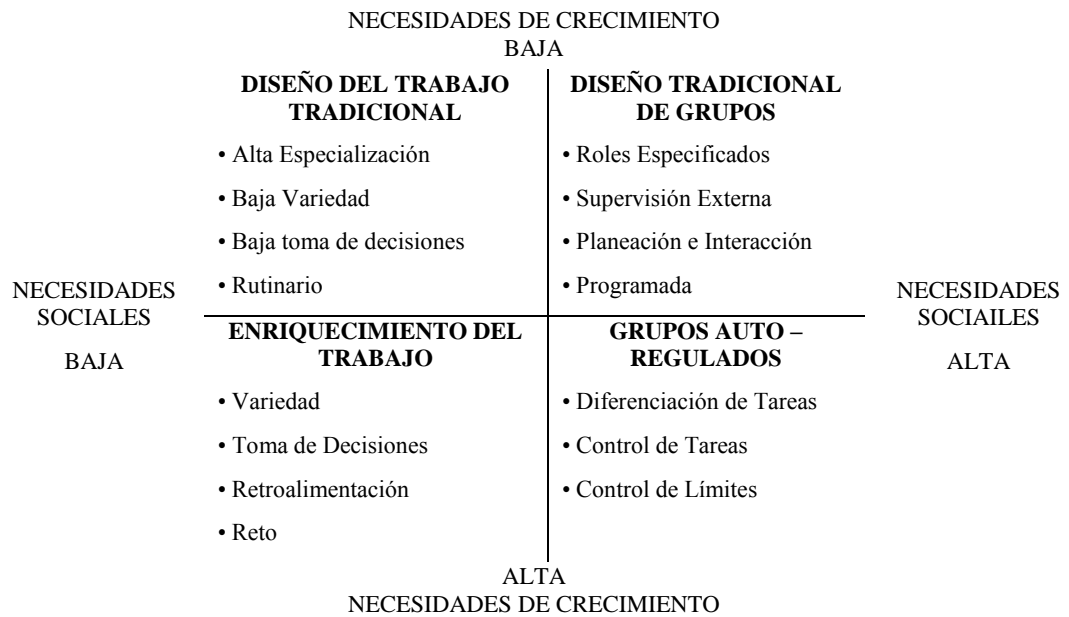 NECESIDADES DE CRECIMIENTO
BAJA
DISEÑO DEL TRABAJO
TRADICIONAL
• Alta Especialización
• Baja Variedad
• Baja toma de decisiones
• Rutinario
DISEÑO TRADICIONAL
DE GRUPOS
• Roles Especificados
• Supervisión Externa
• Planeación e Interacción
• Programada
NECESIDADES
SOCIALES
BAJA
NECESIDADES
SOCIAILES
ALTA
ENRIQUECIMIENTO DEL
TRABAJO
• Variedad
• Toma de Decisiones
• Retroalimentación
• Reto
GRUPOS AUTO –
REGULADOS
• Diferenciación de Tareas
• Control de Tareas
• Control de Límites
ALTA
NECESIDADES DE CRECIMIENTO